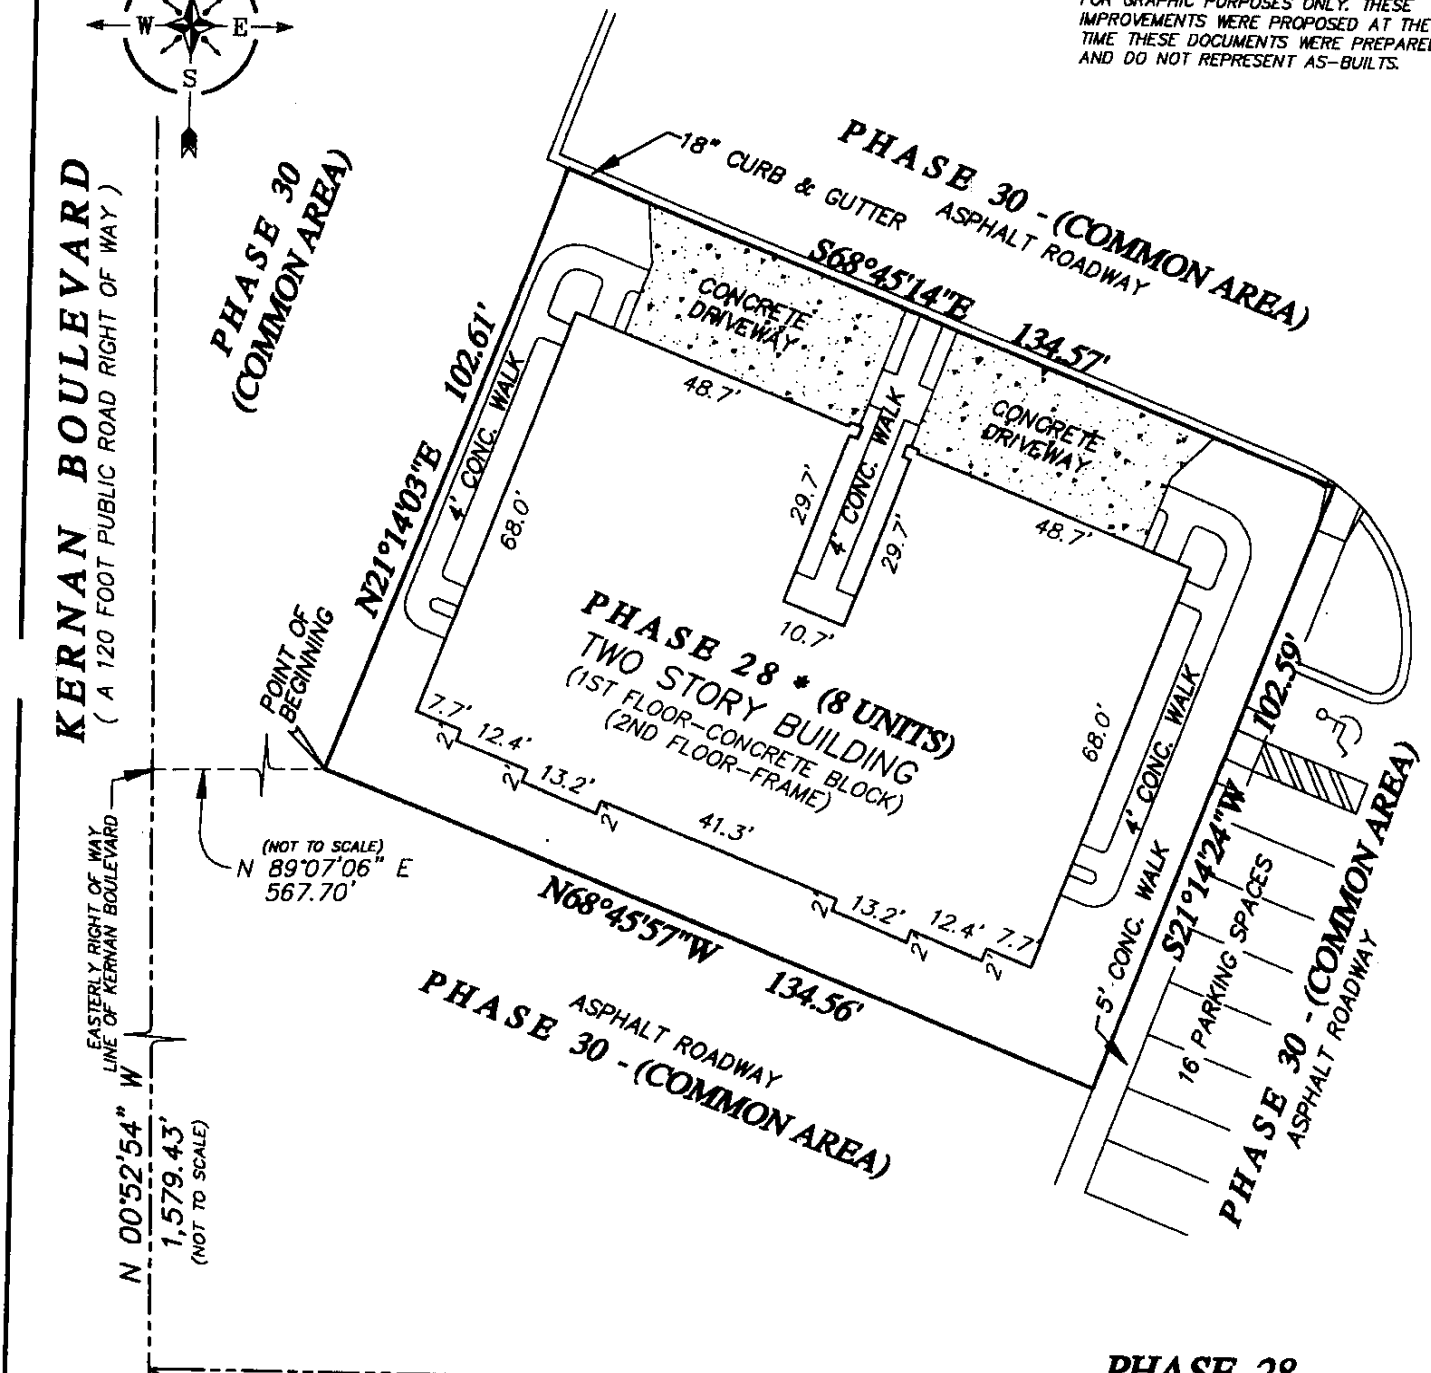 FOR GRAPHIC PURPOSES ONLY. THESE
IMPROVEMENTS WERE PROPOSED AT THE
TIME THESE DOCUMENTS WERE PREPARED
AND DO NOT REPRESENT AS-BUILTS.
W
E
S
KERNAN BOULEVARD
( A 120 FOOT PUBLIC ROAD RIGHT OF WAY )
PHASE 30
(COMMON AREA)
18" CURB & GUTTER
PHASE 30 - (COMMON AREA)
ASPHALT ROADWAY
S68°45'14"E 134.57'
N21°14'03"E 102.61'
4' CONC. WALK
CONCRETE
DRIVEWAY
48.7'
68.0'
29.7'
4' CONC. WALK
29.7'
10.7'
CONCRETE
DRIVEWAY
48.7'
68.0'
4' CONC. WALK
PHASE 28 * (8 UNITS)
TWO STORY BUILDING
(1ST FLOOR-CONCRETE BLOCK)
(2ND FLOOR-FRAME)
POINT OF
BEGINNING
7.7'
2'
12.4'
2'
13.2'
2'
41.3'
2'
13.2'
2'
12.4'
2'
7.7'
(NOT TO SCALE)
N 89°07'06" E
567.70'
EASTERLY RIGHT OF WAY
LINE OF KERNAN BOULEVARD
N68°45'57"W 134.56'
ASPHALT ROADWAY
PHASE 30 - (COMMON AREA)
5' CONC. WALK
S21°14'24"W 102.59'
16 PARKING SPACES
PHASE 30 - (COMMON AREA)
ASPHALT ROADWAY
N 00°52'54" W
1,579.43'
(NOT TO SCALE)
PHASE 28